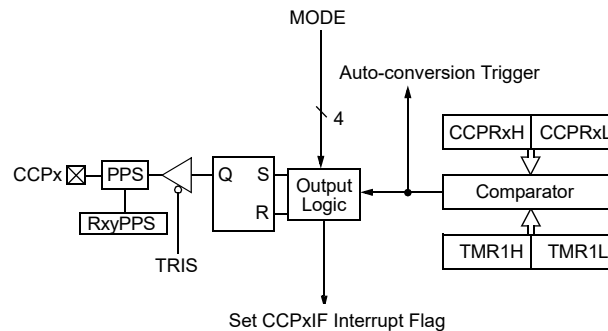 MODE
Auto-conversion Trigger
4
CCPRxH CCPRxL
CCPx PPS Q S Output Logic Comparator
R
RxyPPS
TMR1H TMR1L
TRIS
Set CCPxIF Interrupt Flag